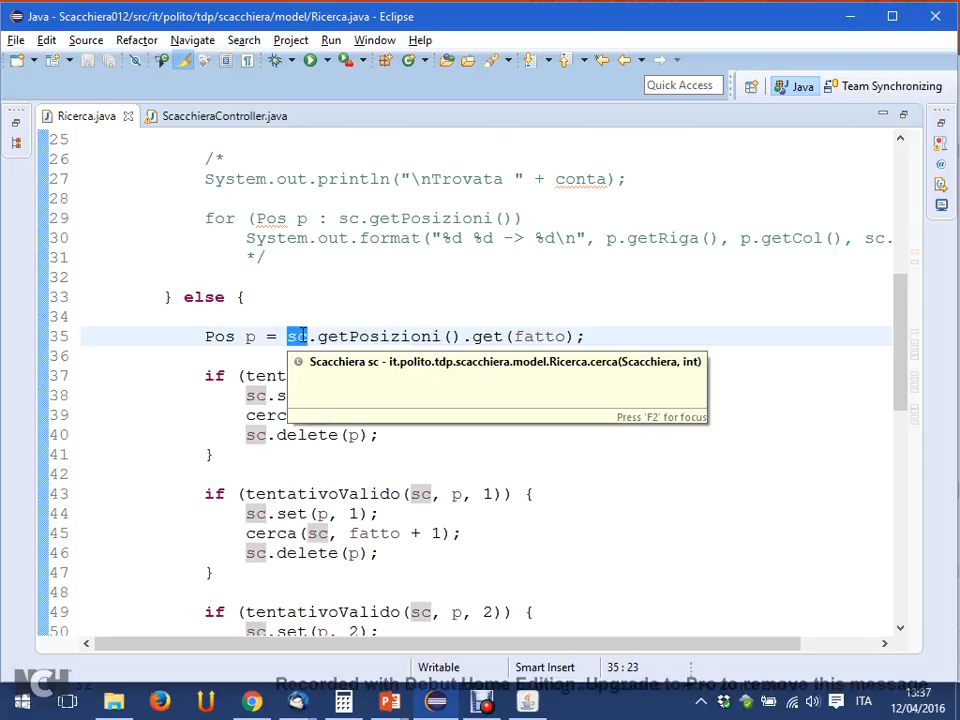 Java - Scacchiera012/src/it/polito/tdp/scacchiera/model/Ricerca.java - Eclipse
File Edit Source Refactor Navigate Search Project Run Window Help
Quick Access
Java
Team Synchronizing
Ricerca.java
ScacchieraController.java
25
26 /*
27 System.out.println("\nTrovata " + conta);
28
29 for (Pos p : sc.getPosizioni())
30 System.out.format("%d %d -> %d\n", p.getRiga(), p.getCol(), sc.
31 */
32
33 } else {
34
35 Pos p = sc.getPosizioni().get(fatto);
36
Scacchiera sc - it.polito.tdp.scacchiera.model.Ricerca.cerca(Scacchiera, int)
Press 'F2' for focus
37 if (tent
38 sc.s
39 cerc
40 sc.delete(p);
41 }
42
43 if (tentativoValido(sc, p, 1)) {
44 sc.set(p, 1);
45 cerca(sc, fatto + 1);
46 sc.delete(p);
47 }
48
49 if (tentativoValido(sc, p, 2)) {
50 sc.set(p, 2);
Writable Smart Insert 35 : 23
NCH
Recorded with Debut Home Edition. Upgrade to Pro to remove this message
ITA
13:37
12/04/2016